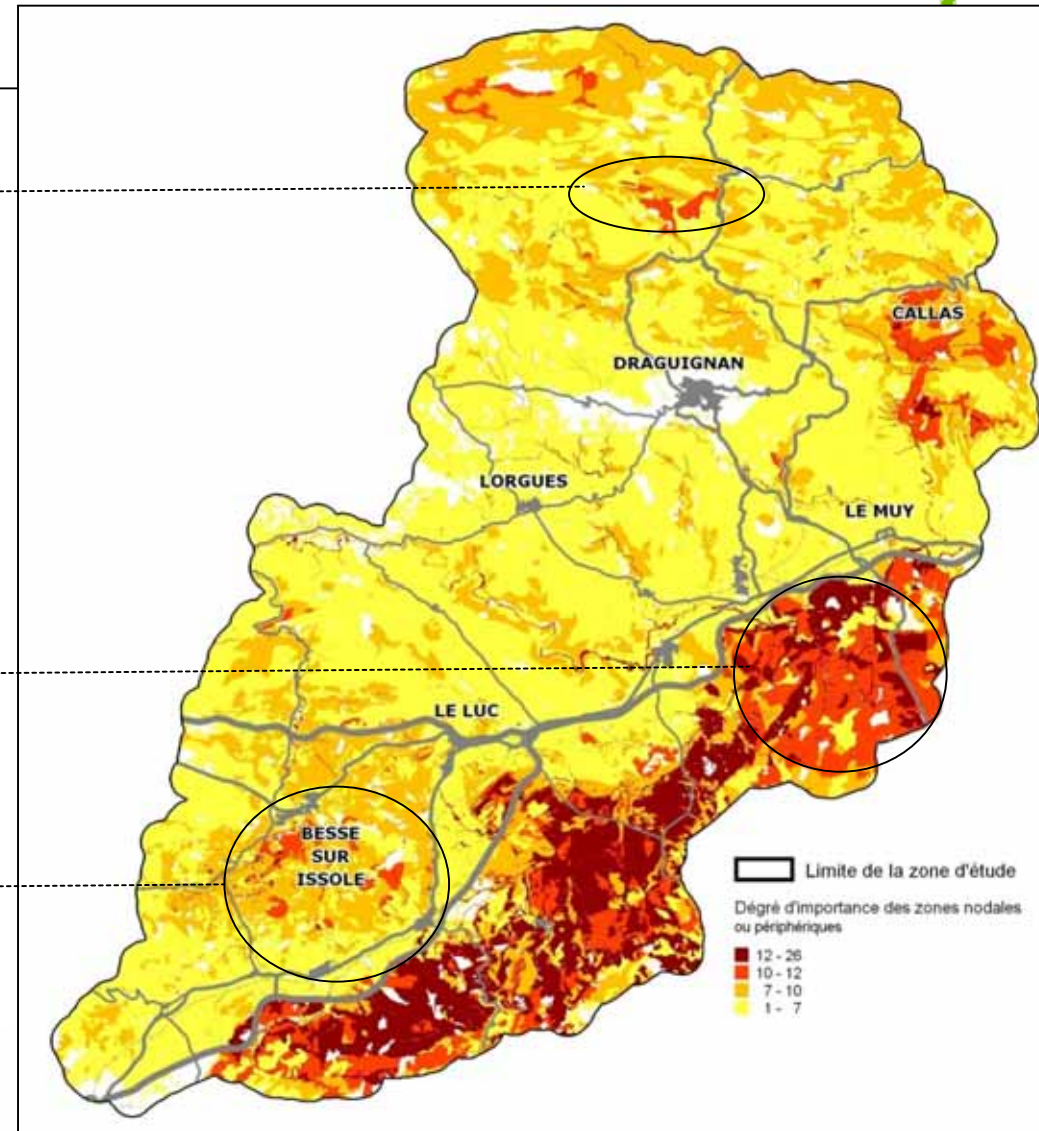 CALLAS
DRAGUIGNAN
LORGUES
LE MUY
LE LUC
BESSE
SUR
ISSOLE
Limite de la zone d'étude
Dégré d'importance des zones nodales
ou périphériques
12 - 26
10 - 12
7 - 10
1 - 7